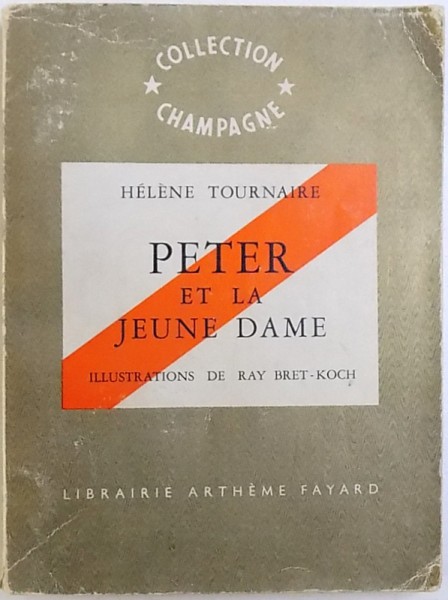 COLLECTION
CHAMPAGNE
HÉLÈNE TOURNAIRE
PETER
ET LA
JEUNE DAME
ILLUSTRATIONS DE RAY BRET-KOCH
LIBRAIRIE ARTHÈME FAYARD